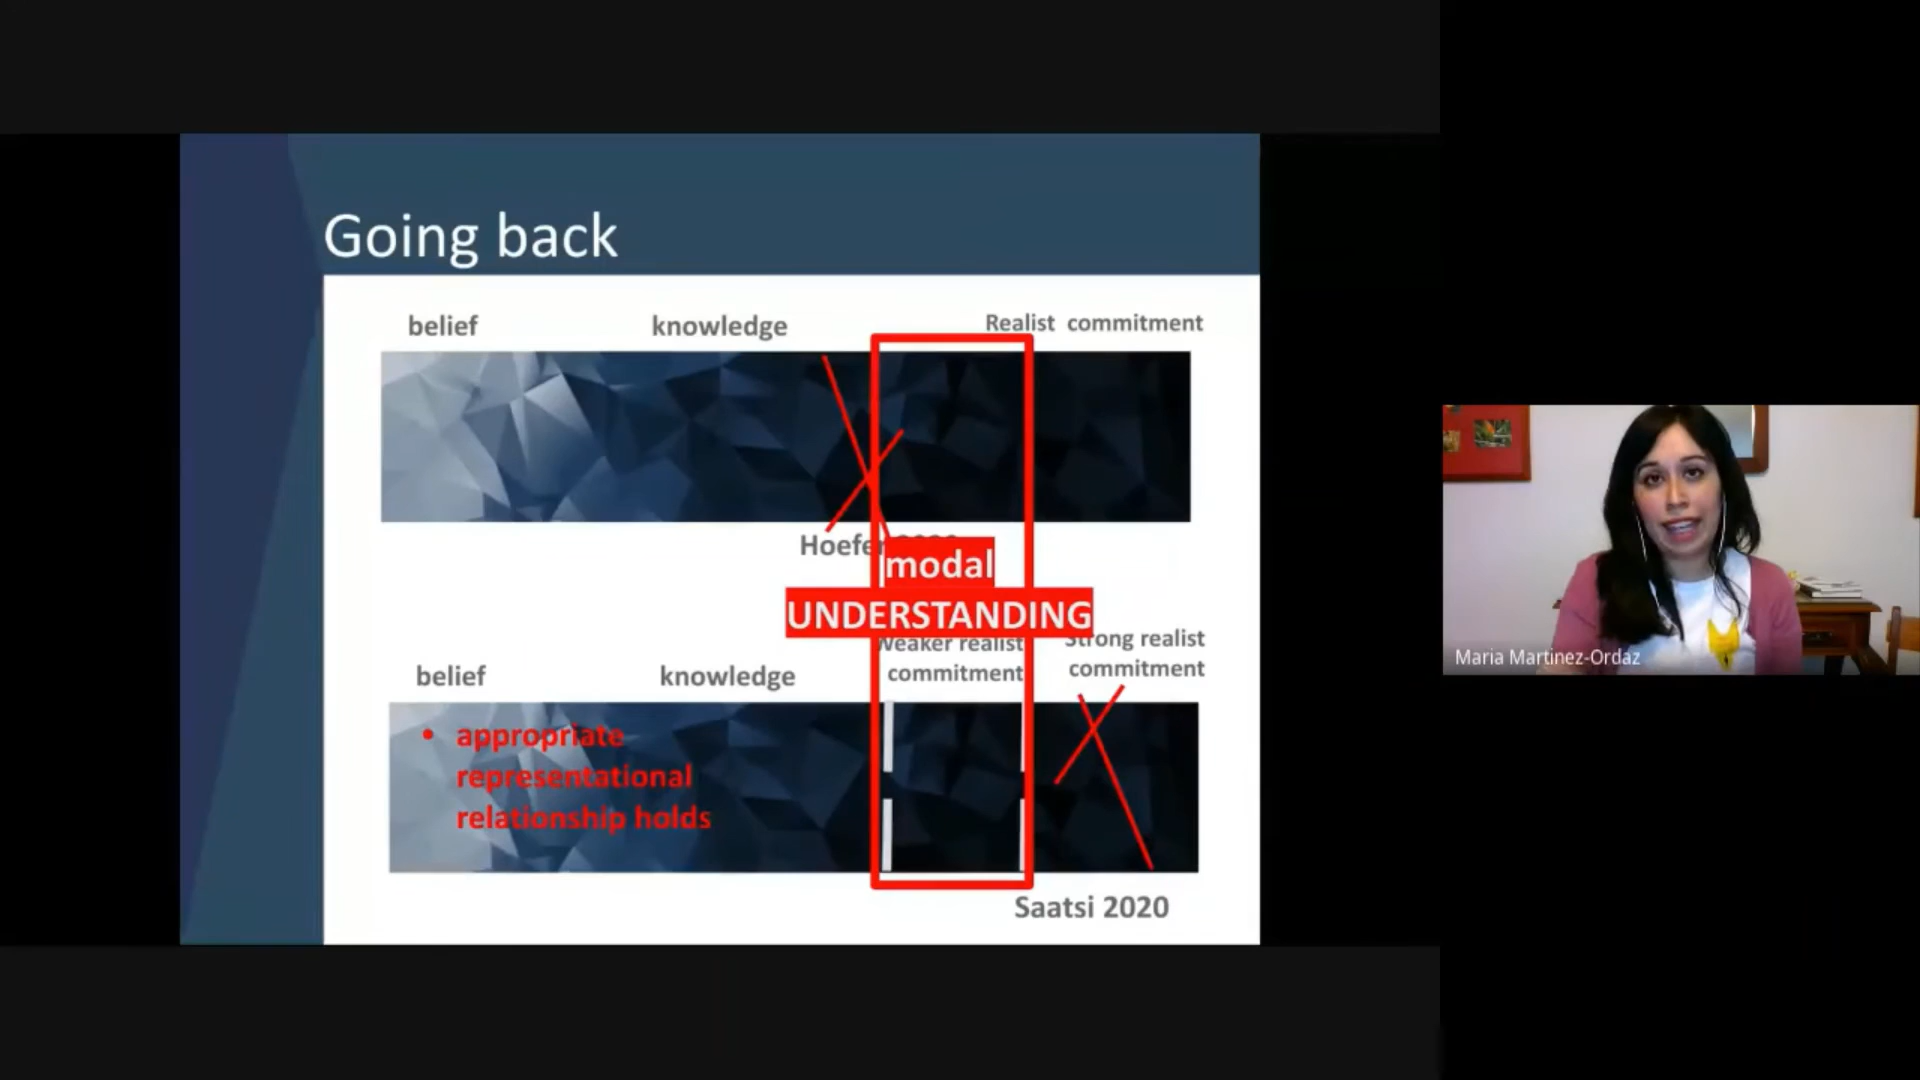 Going back
belief knowledge Realist commitment
Hoefer
modal
UNDERSTANDING
Weaker realist Strong realist
belief knowledge commitment commitment
• appropriate
representational
relationship holds
Saatsi 2020
Maria Martinez-Ordaz